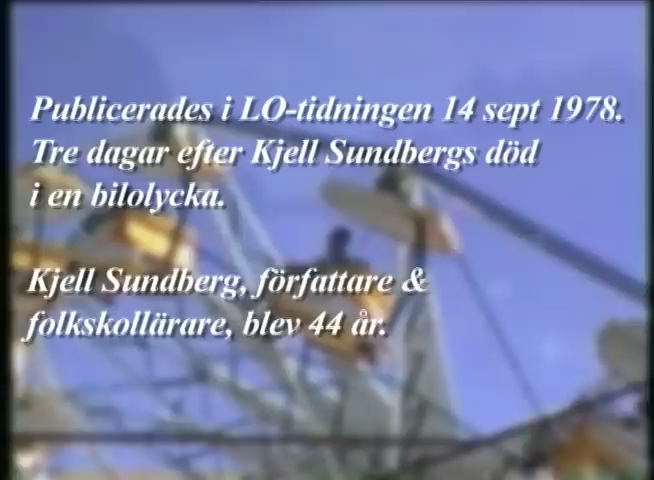 Publicerades i LO-tidningen 14 sept 1978.
Tre dagar efter Kjell Sundbergs död
i en bilolycka.
Kjell Sundberg, författare &
folkskollärare, blev 44 år.